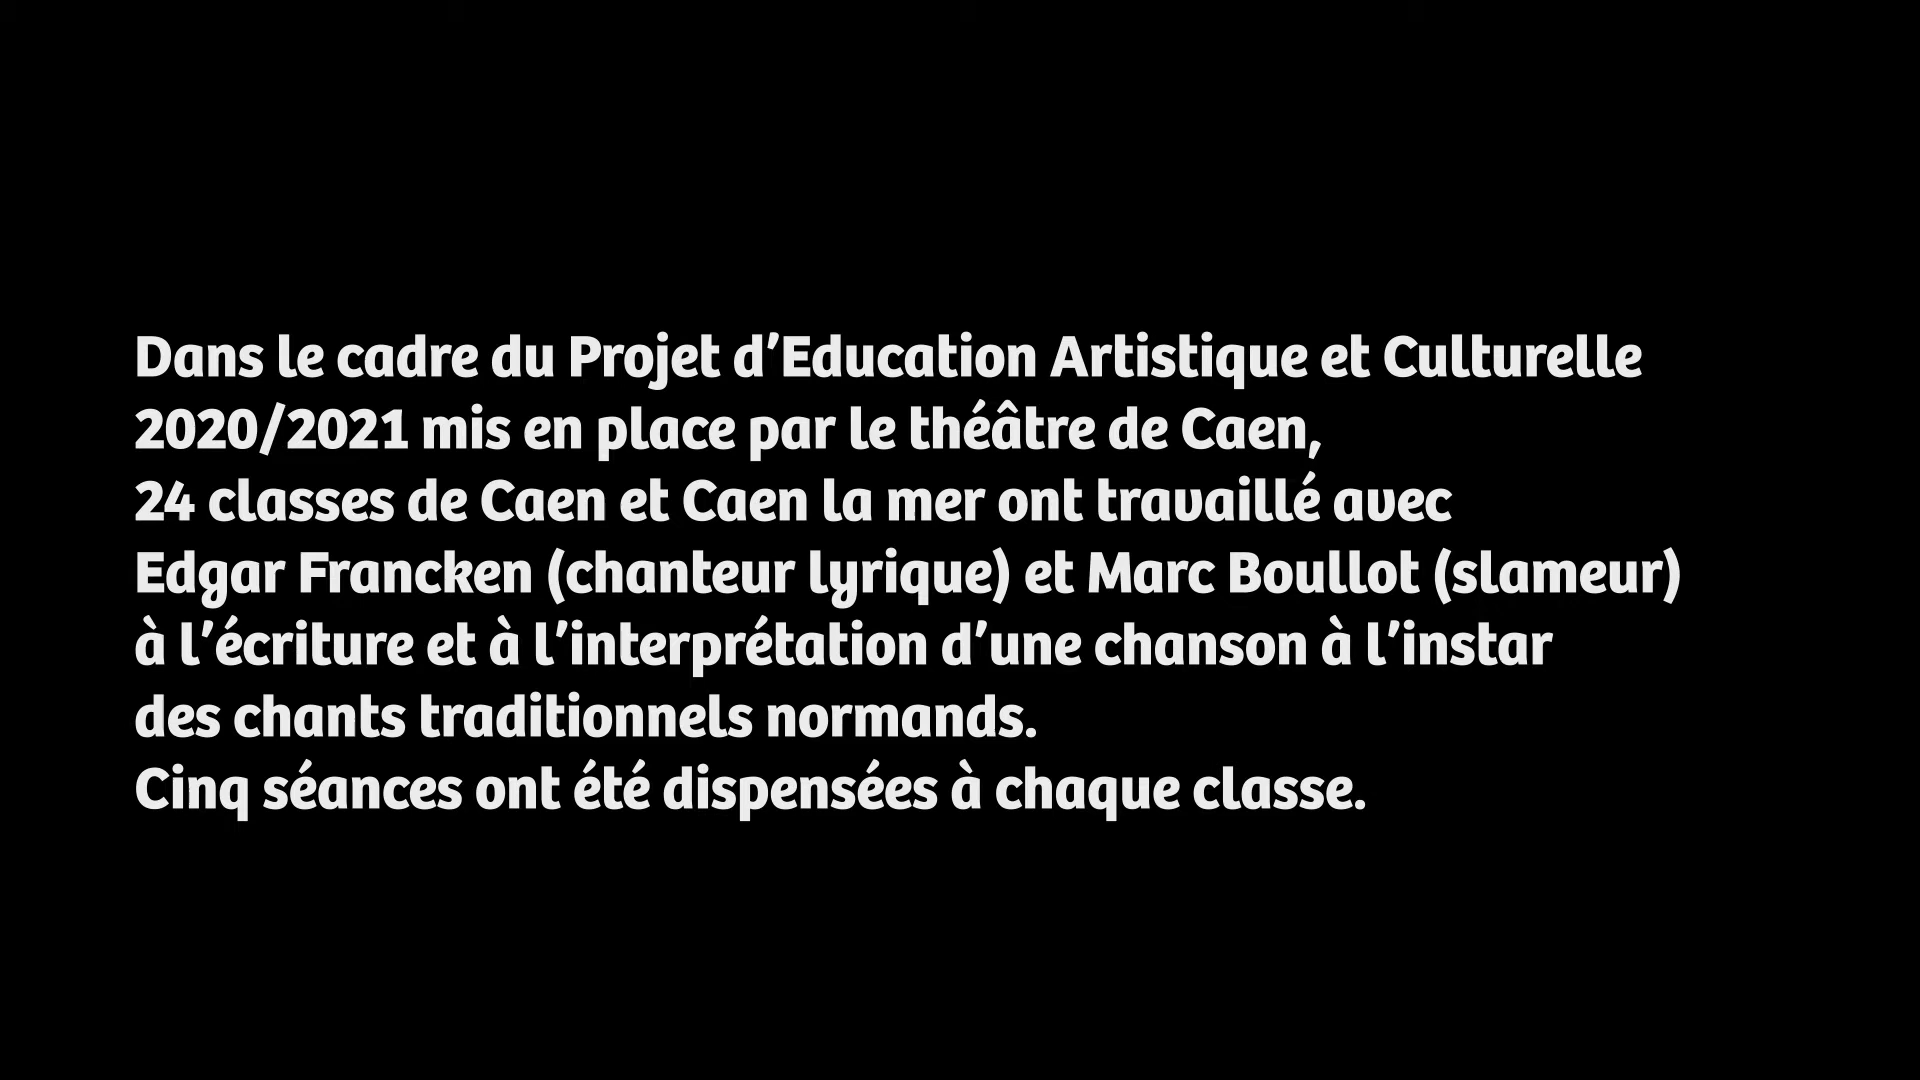 Dans le cadre du Projet d’Education Artistique et Culturelle
2020/2021 mis en place par le théâtre de Caen,
24 classes de Caen et Caen la mer ont travaillé avec
Edgar Francken (chanteur lyrique) et Marc Boullot (slameur)
à l’écriture et à l’interprétation d’une chanson à l’instar
des chants traditionnels normands.
Cinq séances ont été dispensées à chaque classe.